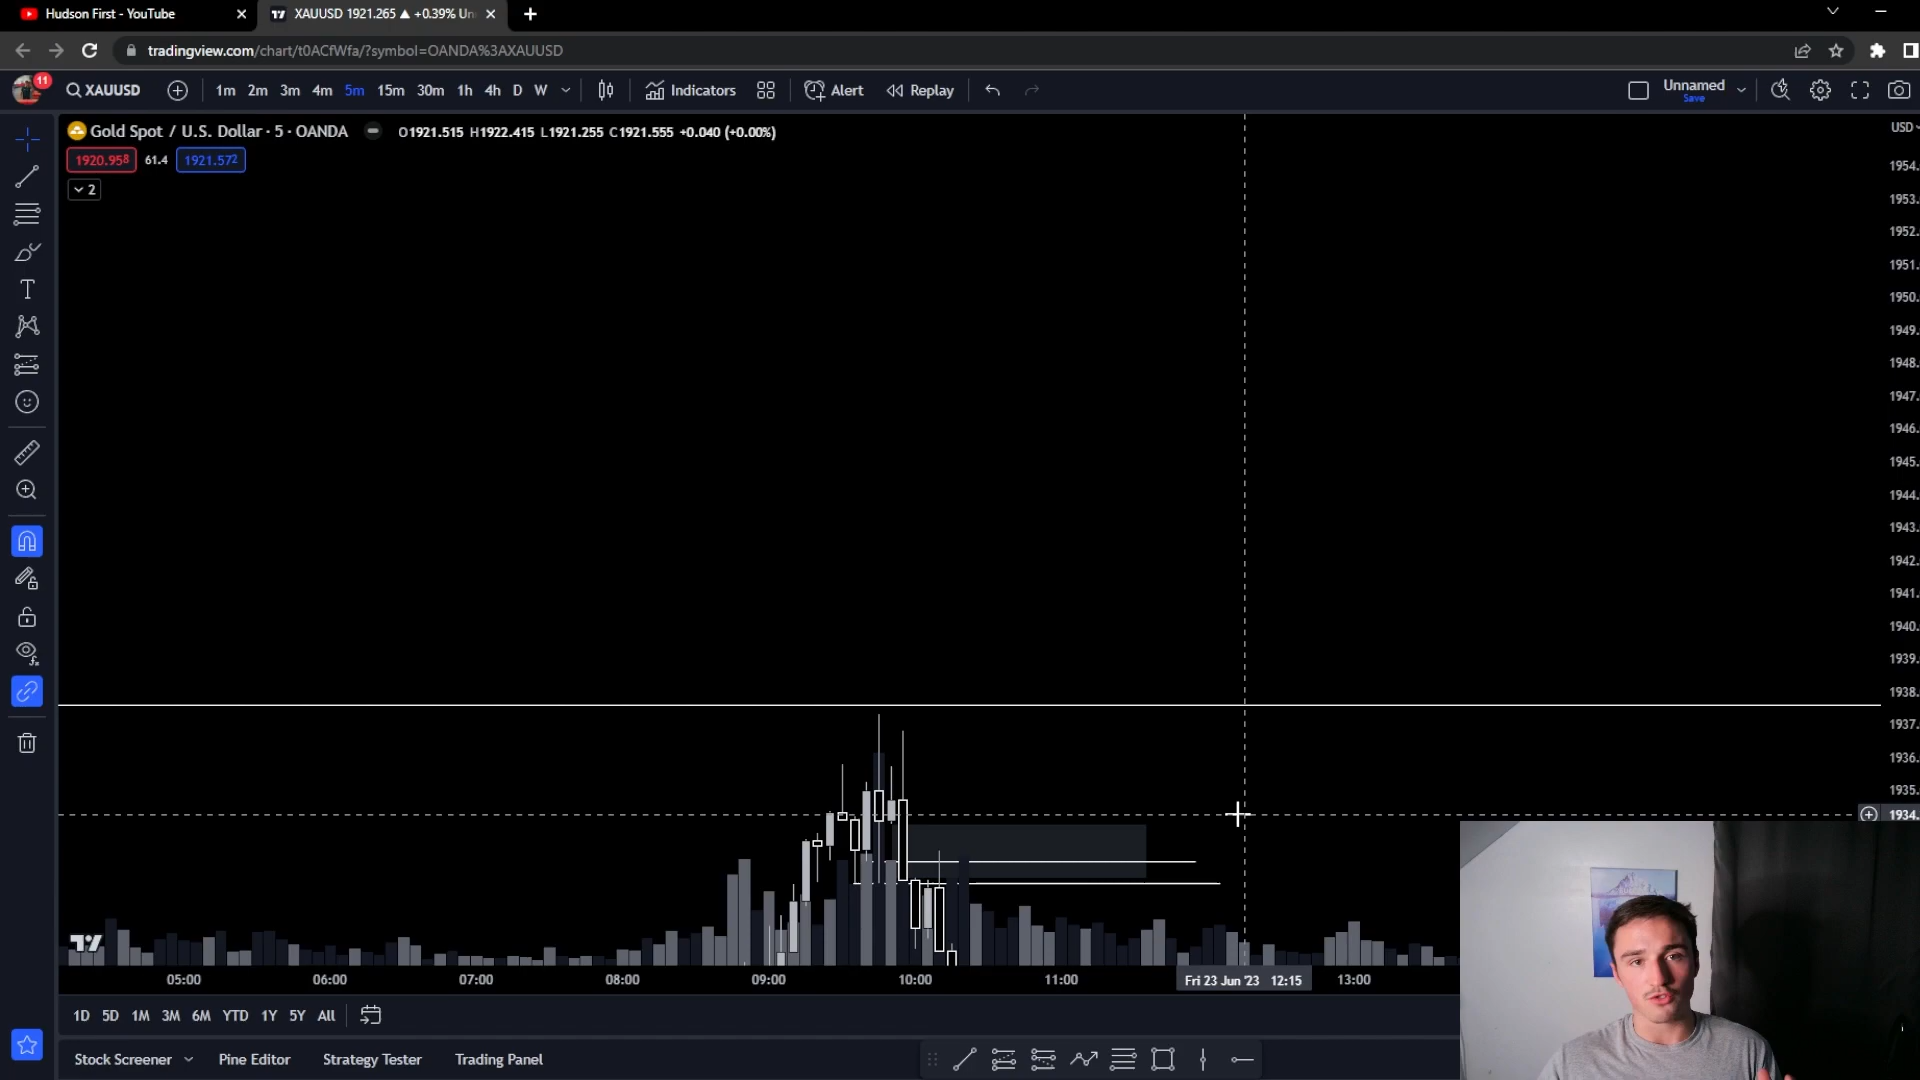 Hudson First - YouTube
XAUUSD 1921.265 ▲ +0.39% Un
tradingview.com/chart/t0ACfWfa/?symbol=OANDA%3AXAUUSD
11
XAUUSD 1m 2m 3m 4m 5m 15m 30m 1h 4h D W Indicators Alert Replay Unnamed
Save
Gold Spot / U.S. Dollar · 5 · OANDA O1921.515 H1922.415 L1921.255 C1921.555 +0.040 (+0.00%)
USD
1920.958 61.4 1921.572
2
1954.
1953.
1952.
1951.
1950.
1949.
1948.
1947.
1946.
1945.
1944.
1943.
1942.
1941.
1940.
1939.
1938.
1937.
1936.
1935.
1934.
05:00 06:00 07:00 08:00 09:00 10:00 11:00 Fri 23 Jun '23 12:15 13:00
1D 5D 1M 3M 6M YTD 1Y 5Y All
Stock Screener Pine Editor Strategy Tester Trading Panel